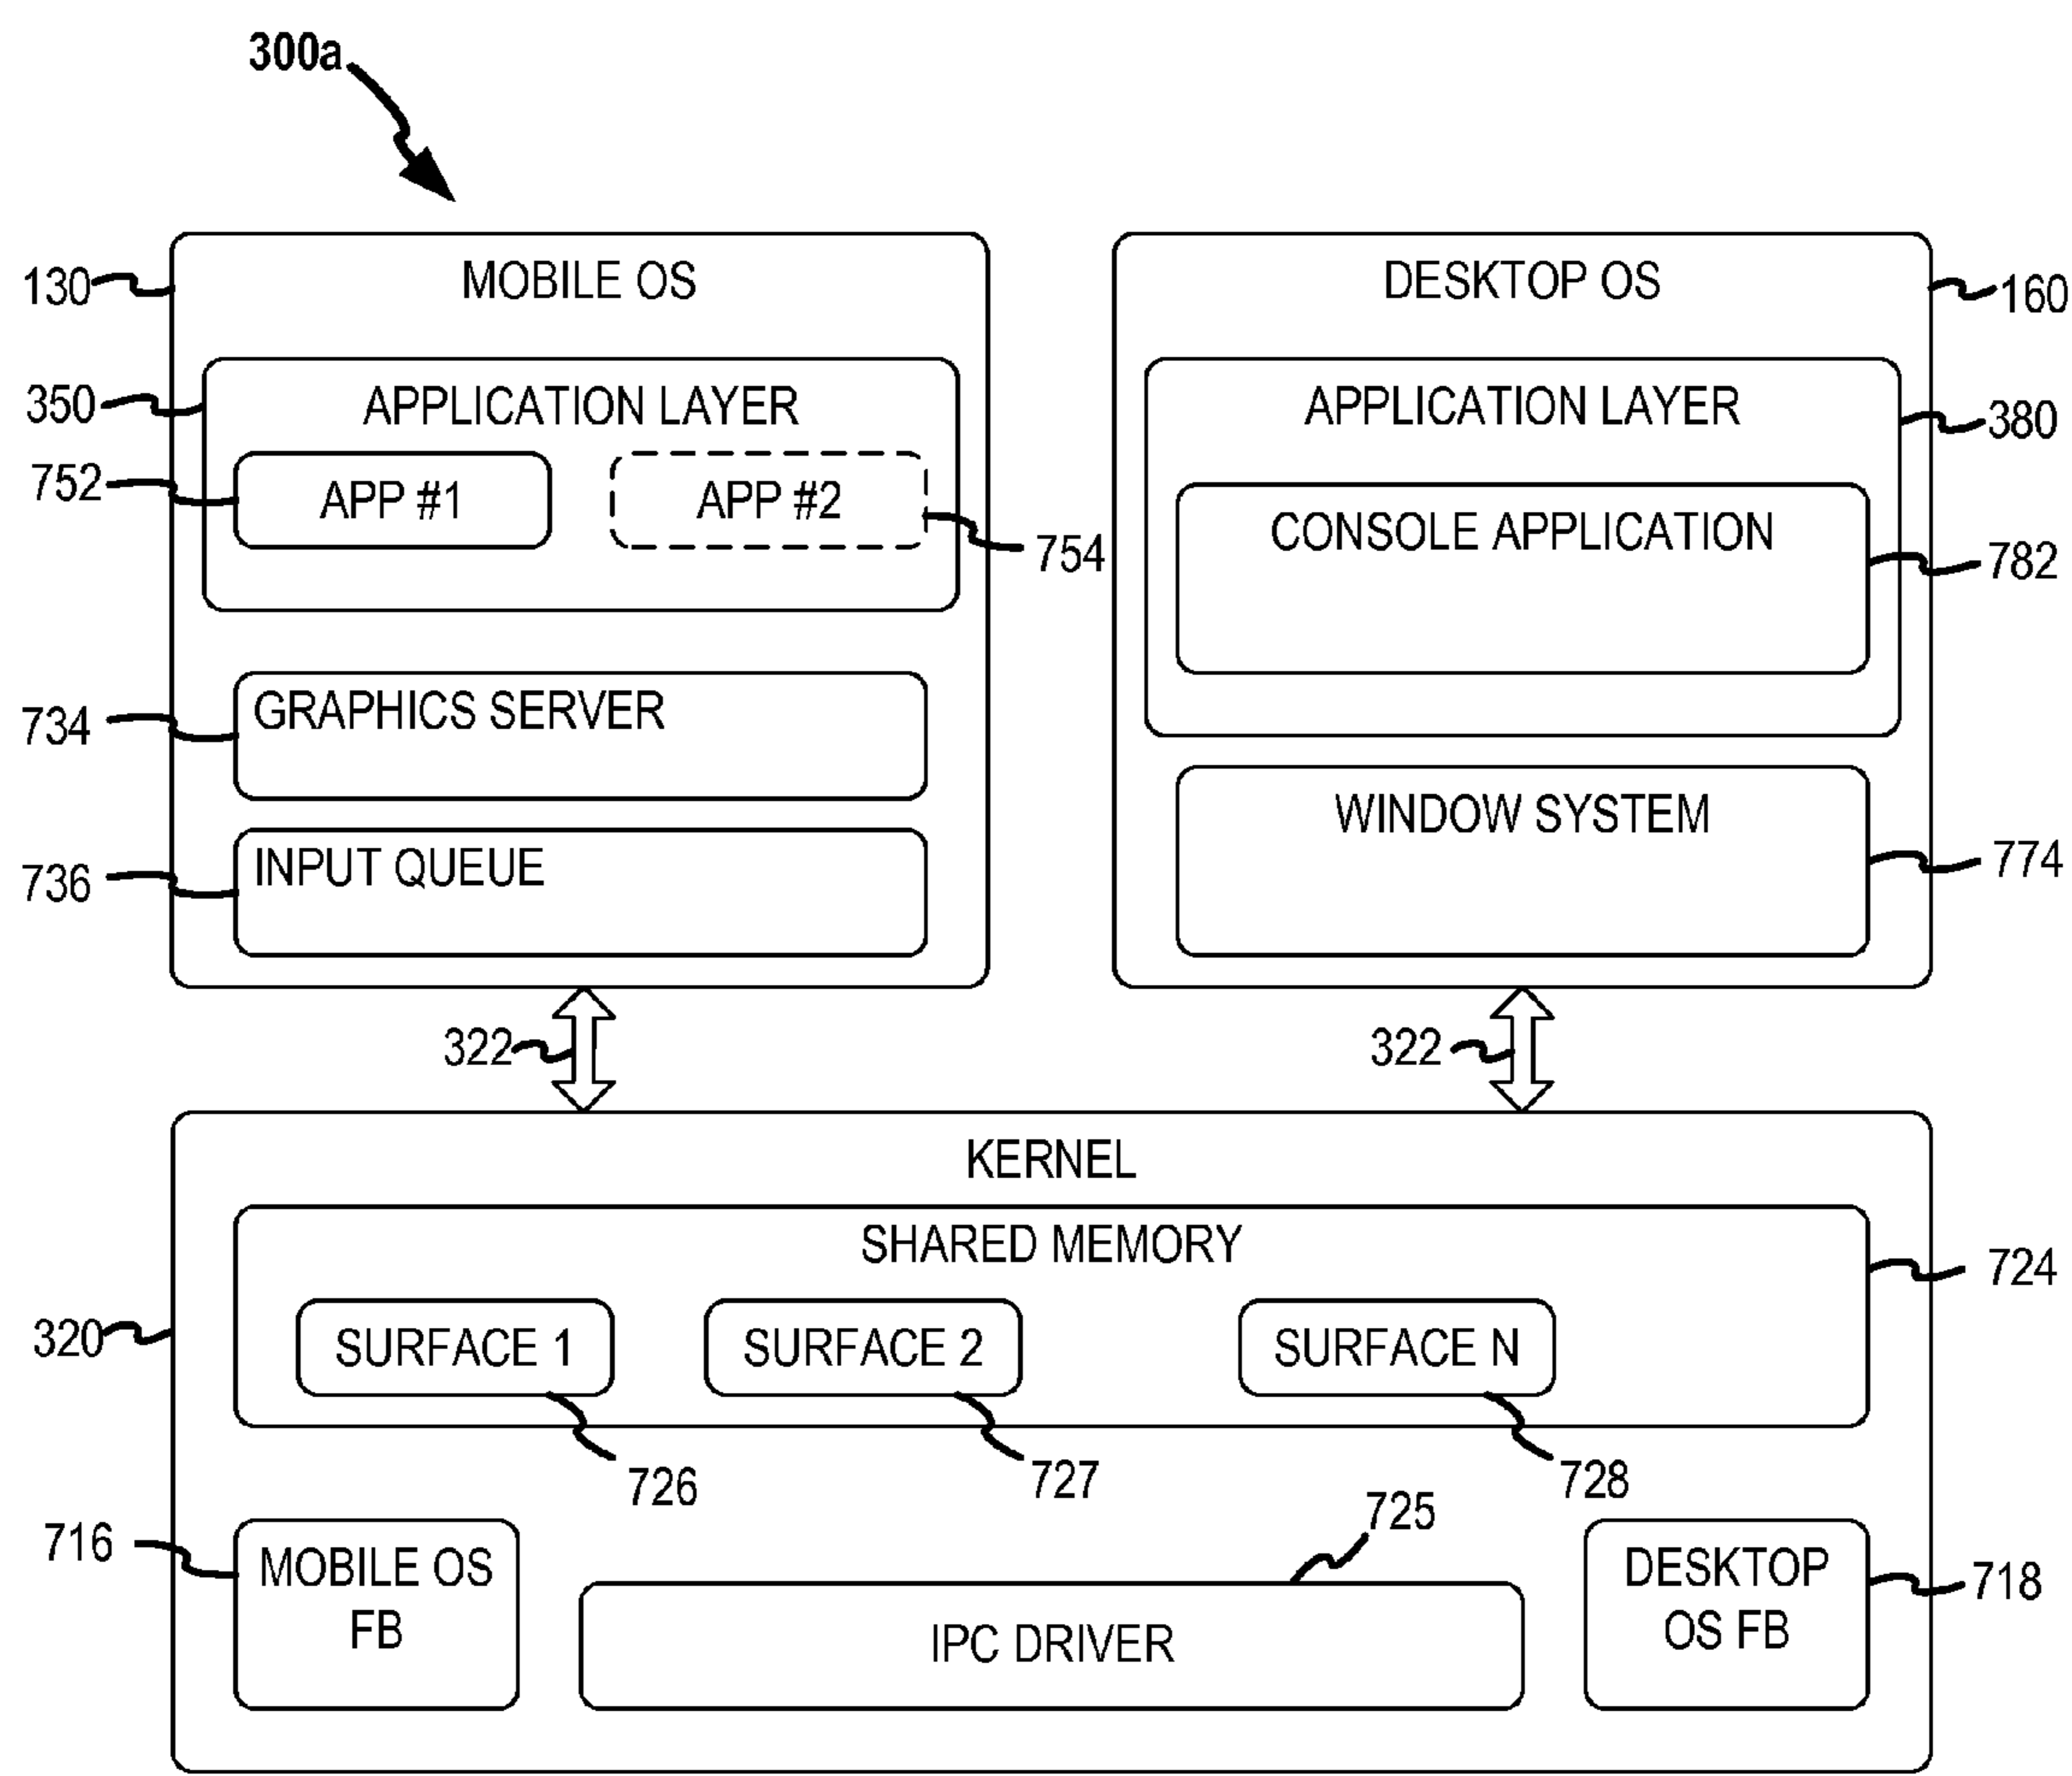 300a
MOBILE OS
130
APPLICATION LAYER
350
APP #1
752
APP #2
754
GRAPHICS SERVER
734
INPUT QUEUE
736
DESKTOP OS
160
APPLICATION LAYER
380
CONSOLE APPLICATION
782
WINDOW SYSTEM
774
322
322
KERNEL
320
SHARED MEMORY
724
SURFACE 1
SURFACE 2
SURFACE N
726
727
728
716
MOBILE OS
FB
725
IPC DRIVER
DESKTOP
OS FB
718